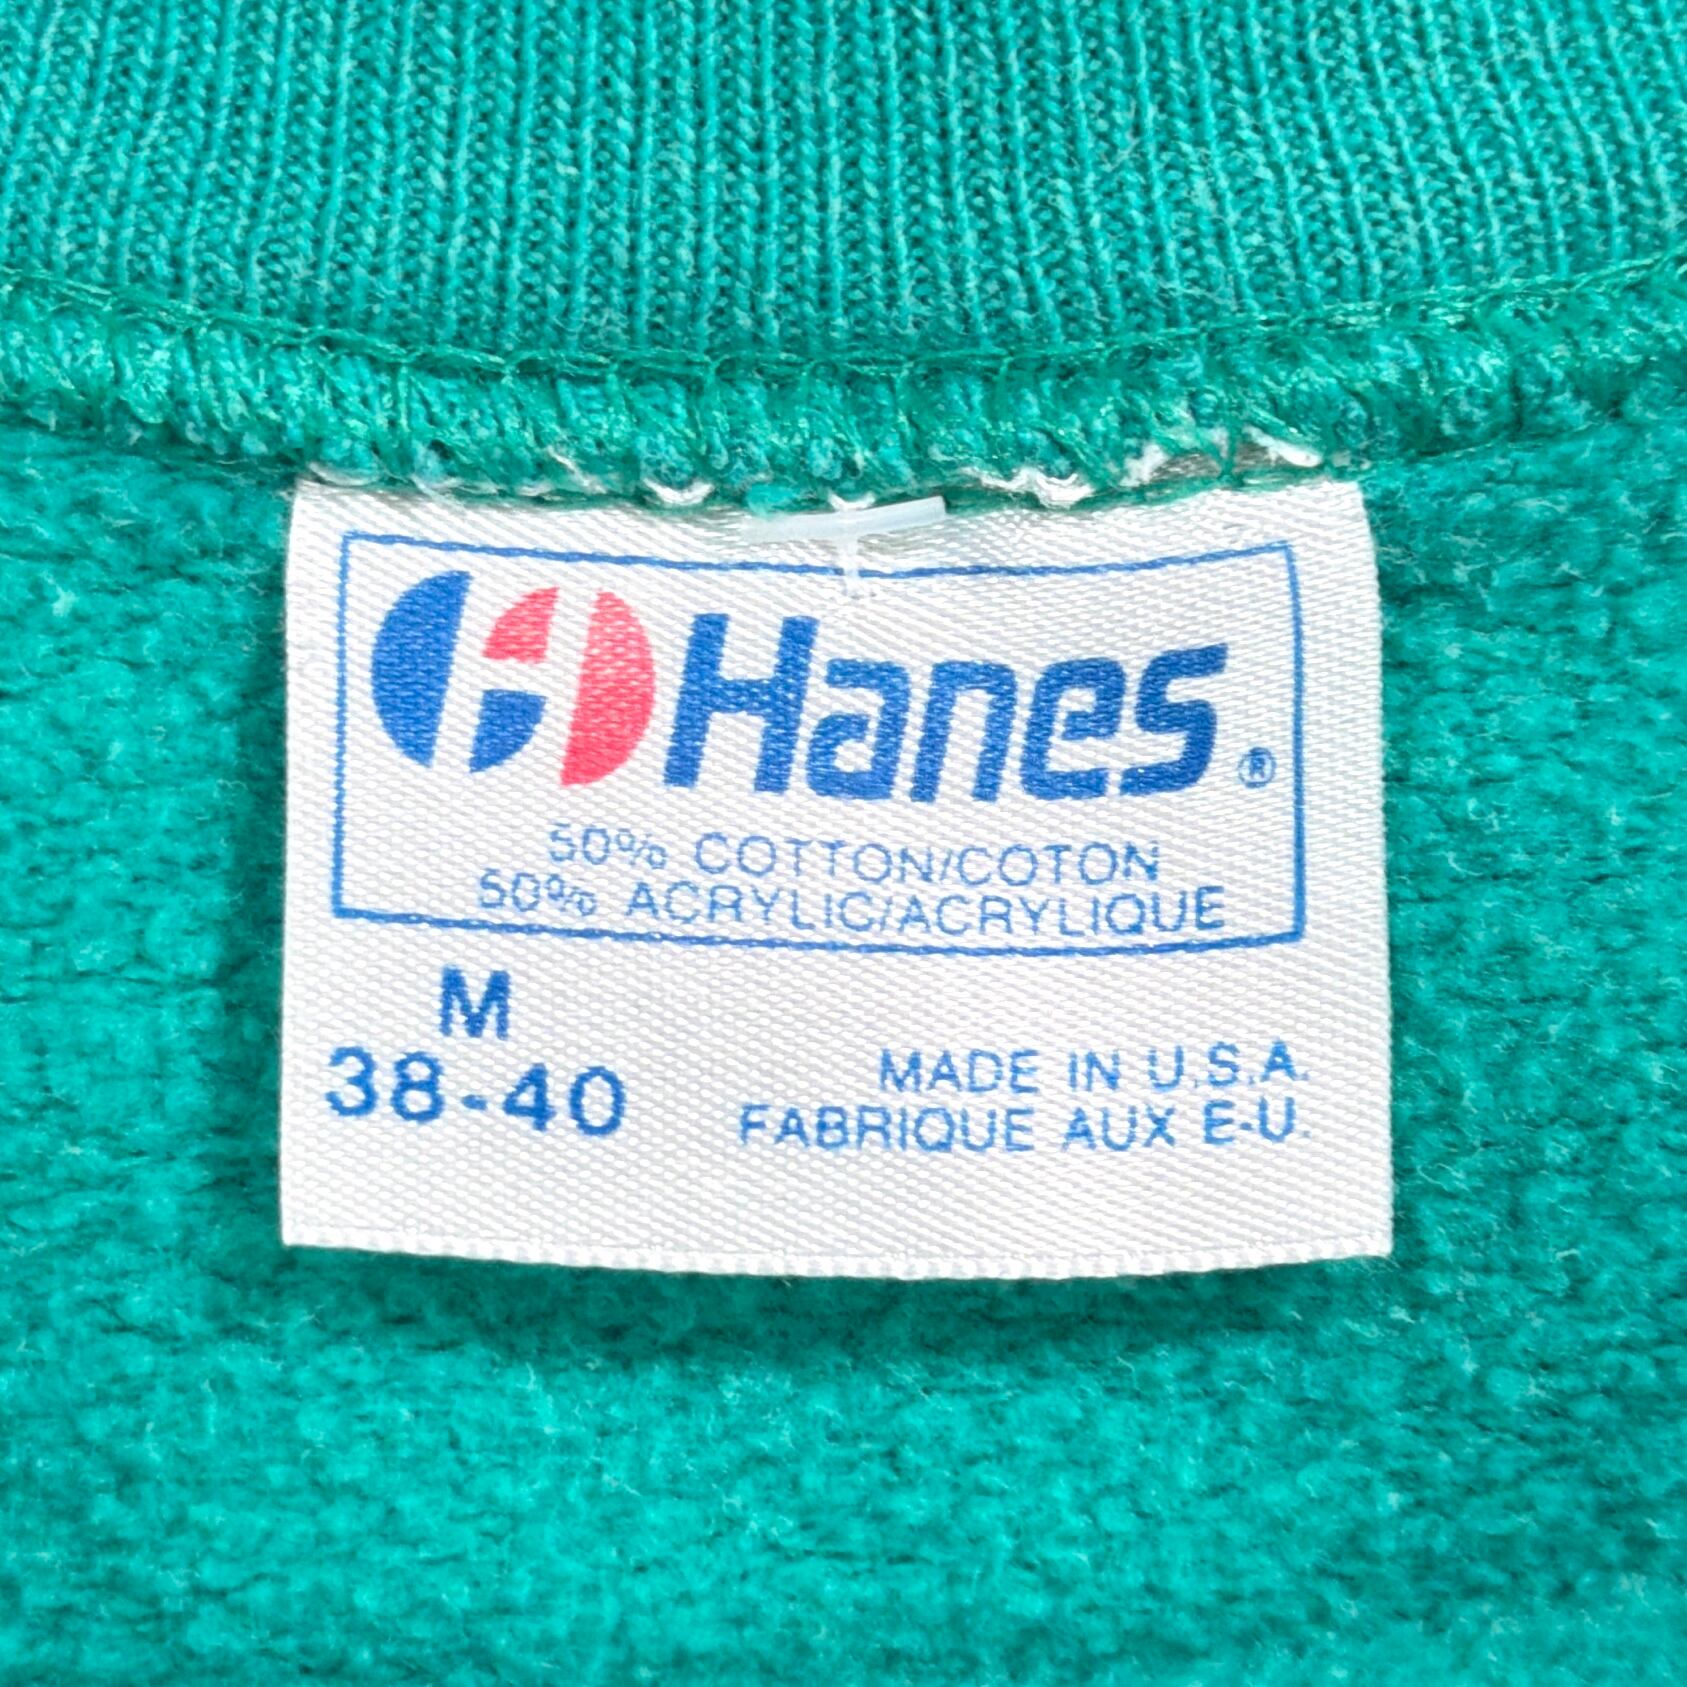 Hanes®
50% COTTON/COTON
50% ACRYLIC/ACRYLIQUE
M
38-40
MADE IN U.S.A.
FABRIQUE AUX E-U.